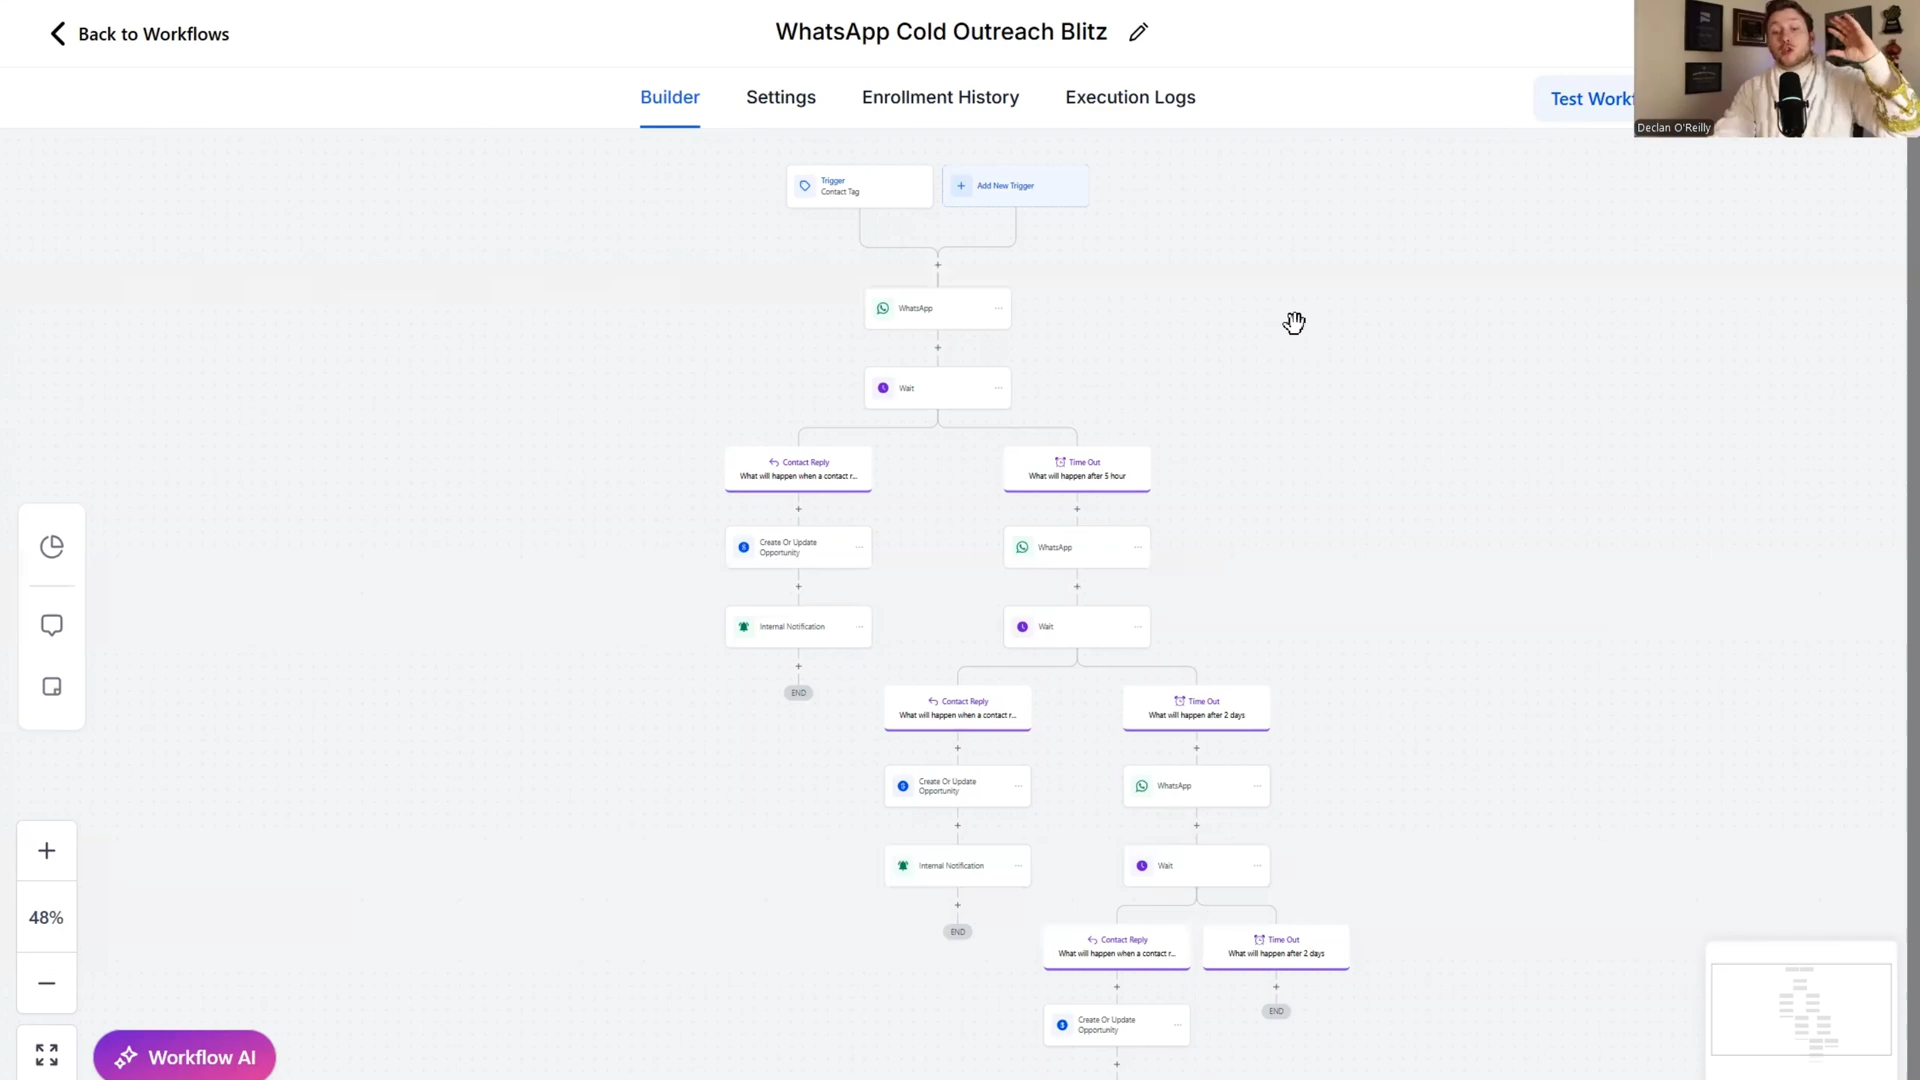 Back to Workflows
WhatsApp Cold Outreach Blitz
Builder
Settings
Enrollment History
Execution Logs
Test Workf
Declan O'Reilly
Trigger
Contact Tag
Add New Trigger
WhatsApp
Wait
Contact Reply
What will happen when a contact r...
Time Out
What will happen after 5 hour
Create Or Update
Opportunity
WhatsApp
Internal Notification
Wait
END
Contact Reply
What will happen when a contact r...
Time Out
What will happen after 2 days
Create Or Update
Opportunity
WhatsApp
Internal Notification
Wait
END
Contact Reply
What will happen when a contact r...
Time Out
What will happen after 2 days
END
Create Or Update
Opportunity
48%
Workflow AI